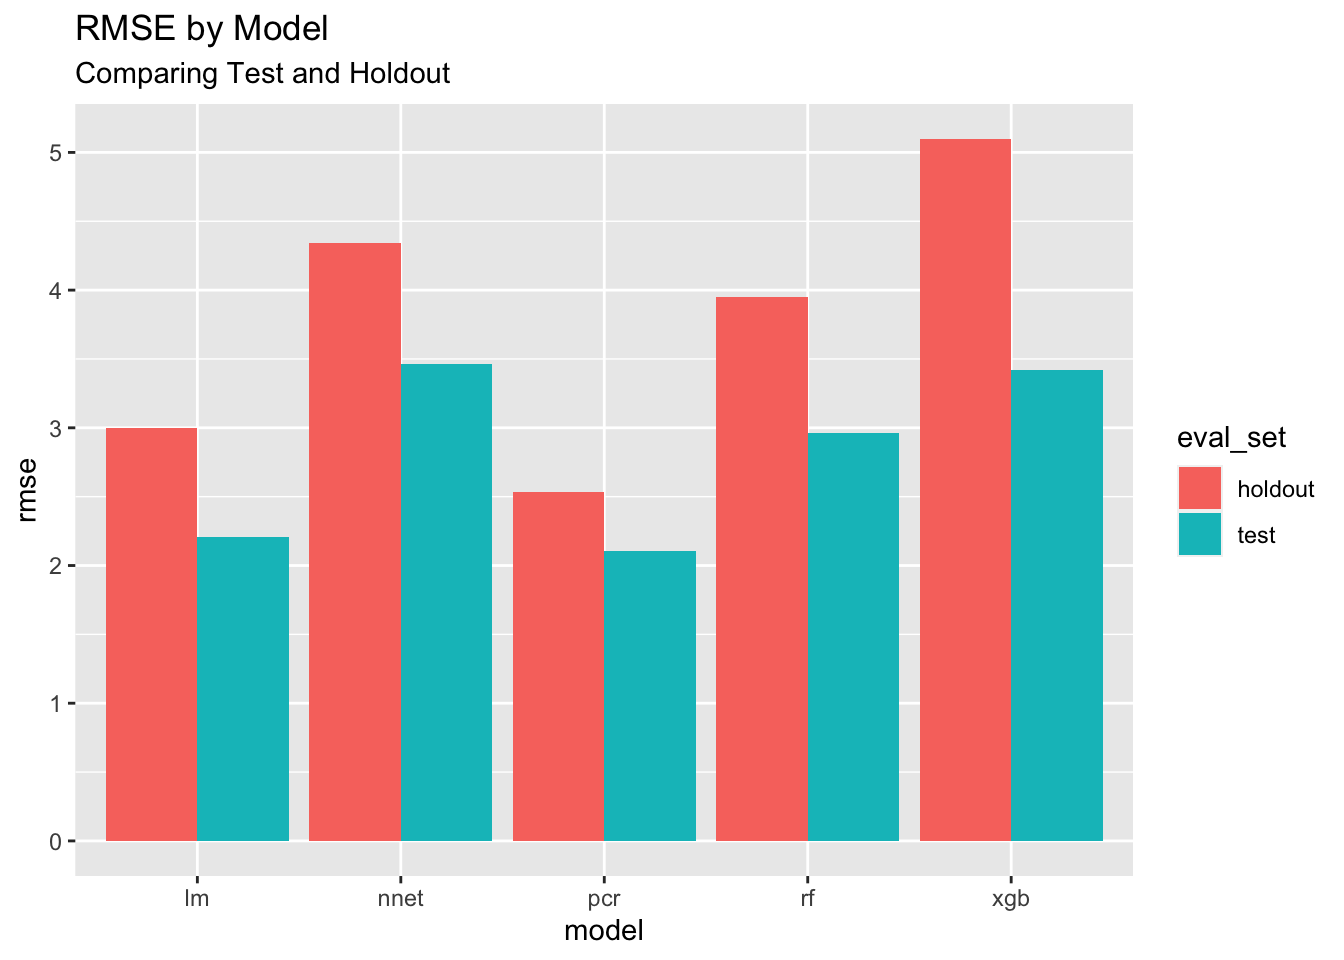 RMSE by Model
Comparing Test and Holdout
5
4
3
2
1
0
rmse
lm nnet pcr rf xgb
model
eval_set
holdout
test